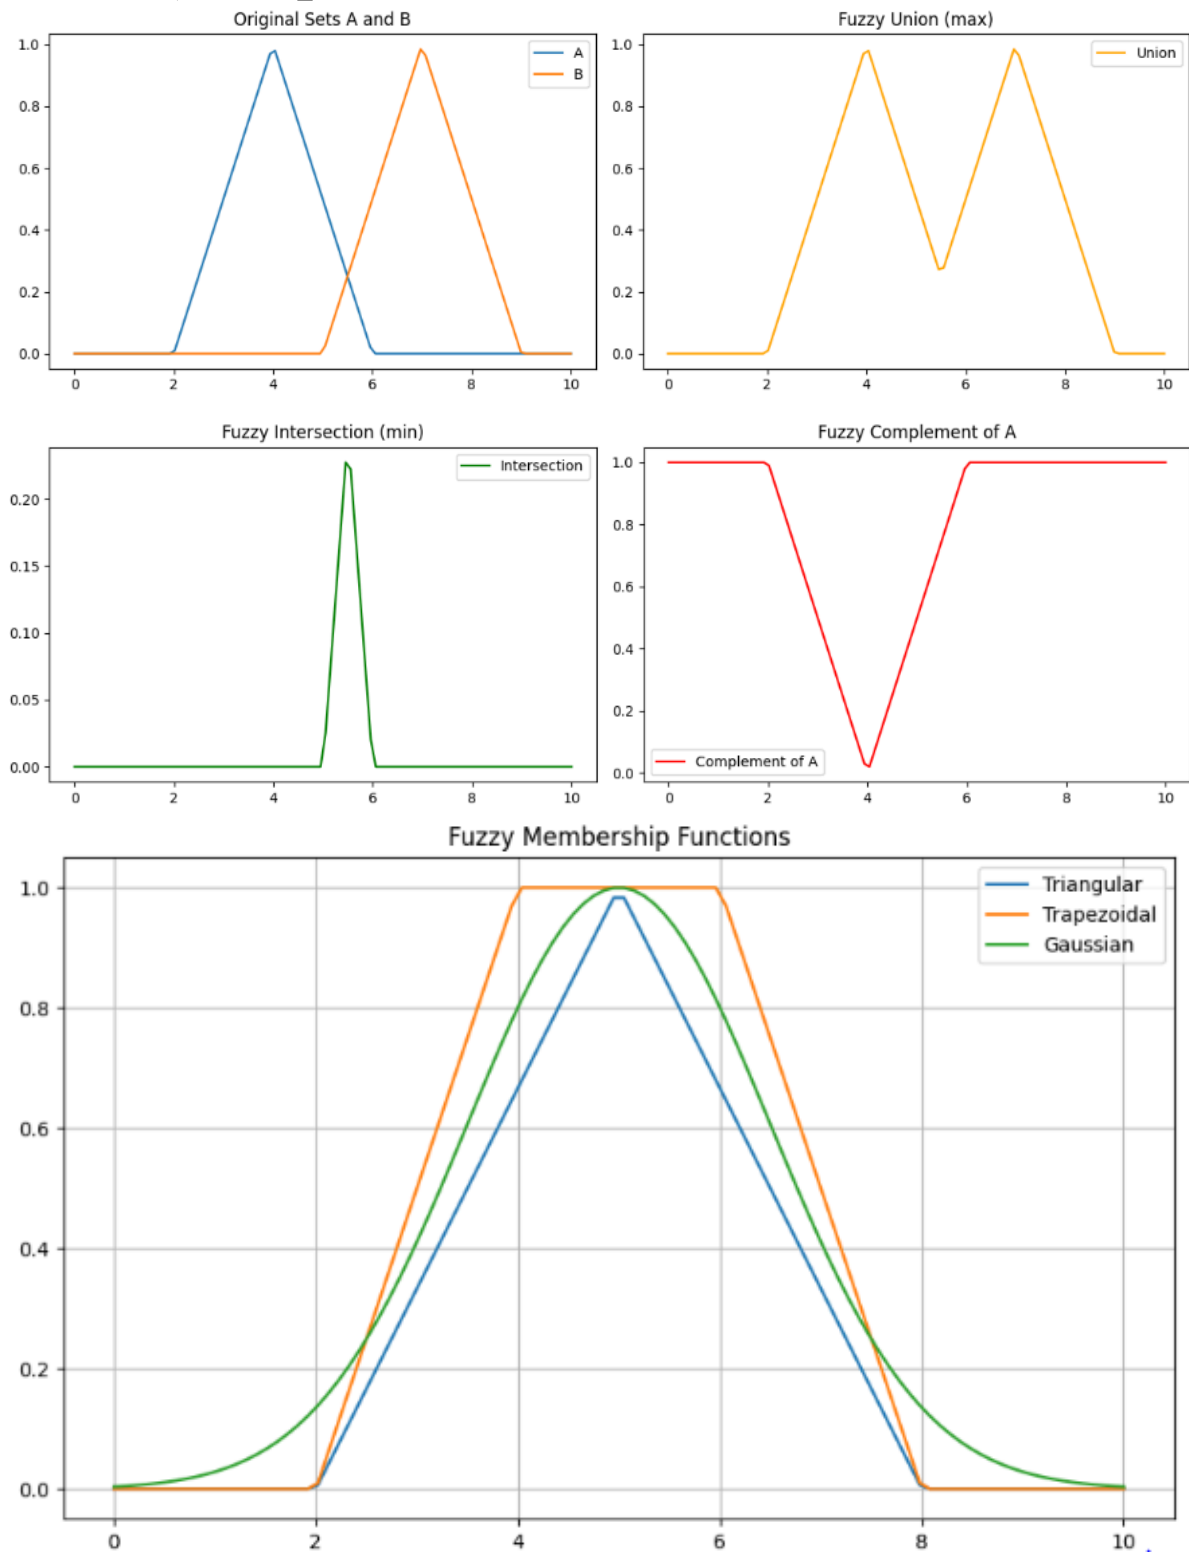 Original Sets A and B
1.0
0.8
0.6
0.4
0.2
0.0
0 2 4 6 8 10
A
B
Fuzzy Union (max)
1.0
0.8
0.6
0.4
0.2
0.0
0 2 4 6 8 10
Union
Fuzzy Intersection (min)
0.20
0.15
0.10
0.05
0.00
0 2 4 6 8 10
Intersection
Fuzzy Complement of A
1.0
0.8
0.6
0.4
0.2
0.0
0 2 4 6 8 10
Complement of A
Fuzzy Membership Functions
1.0
0.8
0.6
0.4
0.2
0.0
0 2 4 6 8 10
Triangular
Trapezoidal
Gaussian